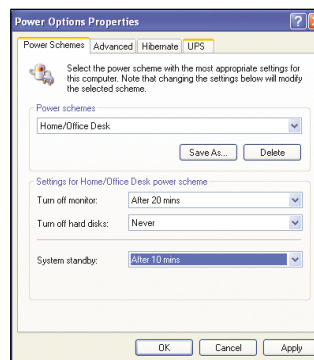 Power Options Properties
Power Schemes Advanced Hibernate UPS
Select the power scheme with the most appropriate settings for
this computer. Note that changing the settings below will modify
the selected scheme.
Power schemes
Home/Office Desk
Save As... Delete
Settings for Home/Office Desk power scheme
Turn off monitor: After 20 mins
Turn off hard disks: Never
System standby: After 10 mins
OK Cancel Apply